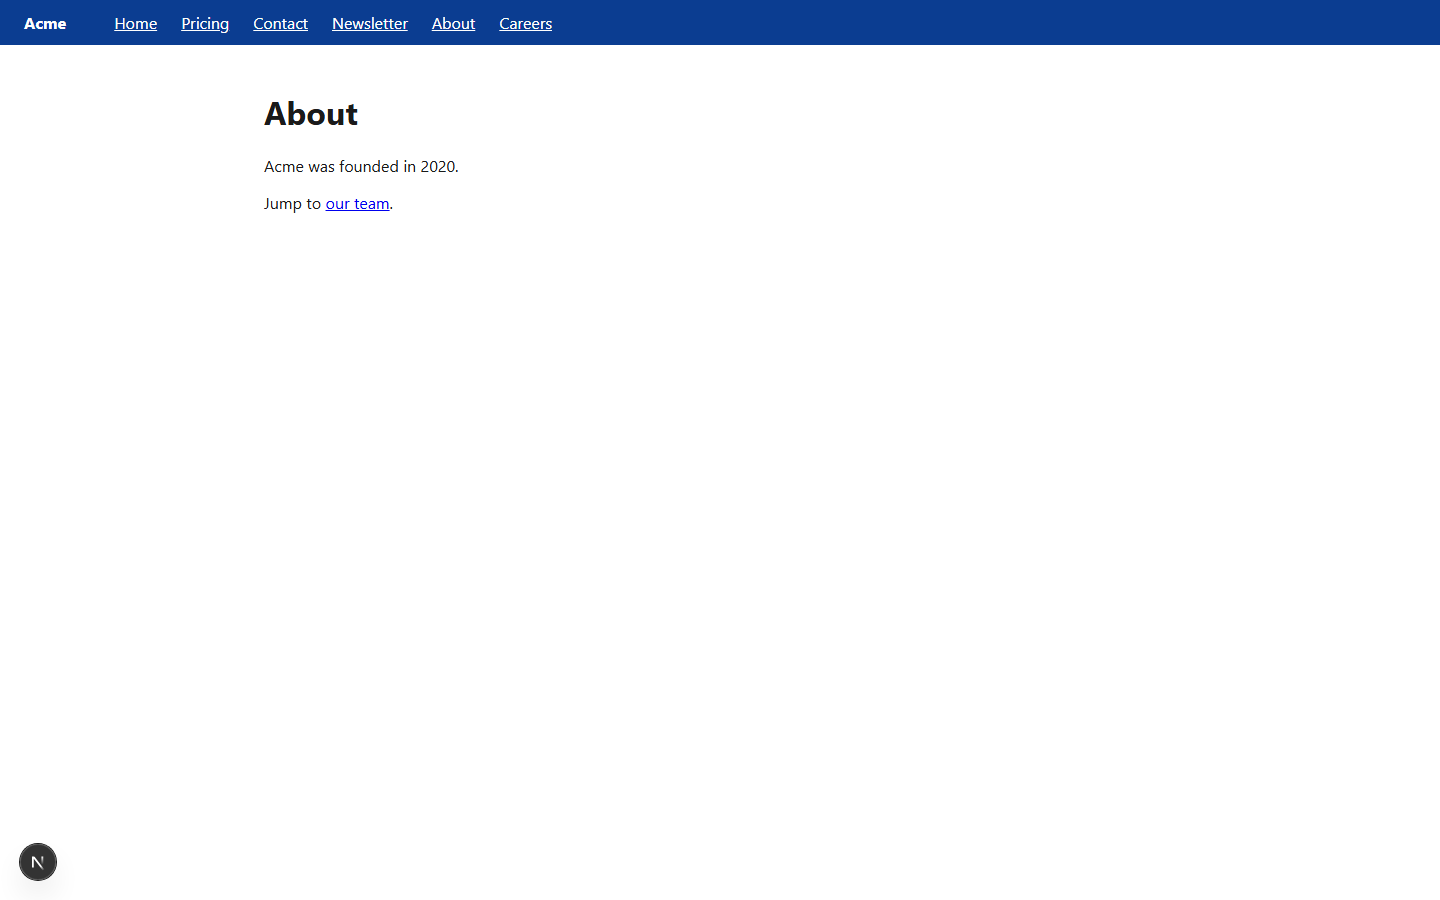 Acme Home Pricing Contact Newsletter About Careers
About
Acme was founded in 2020.
Jump to our team.
N